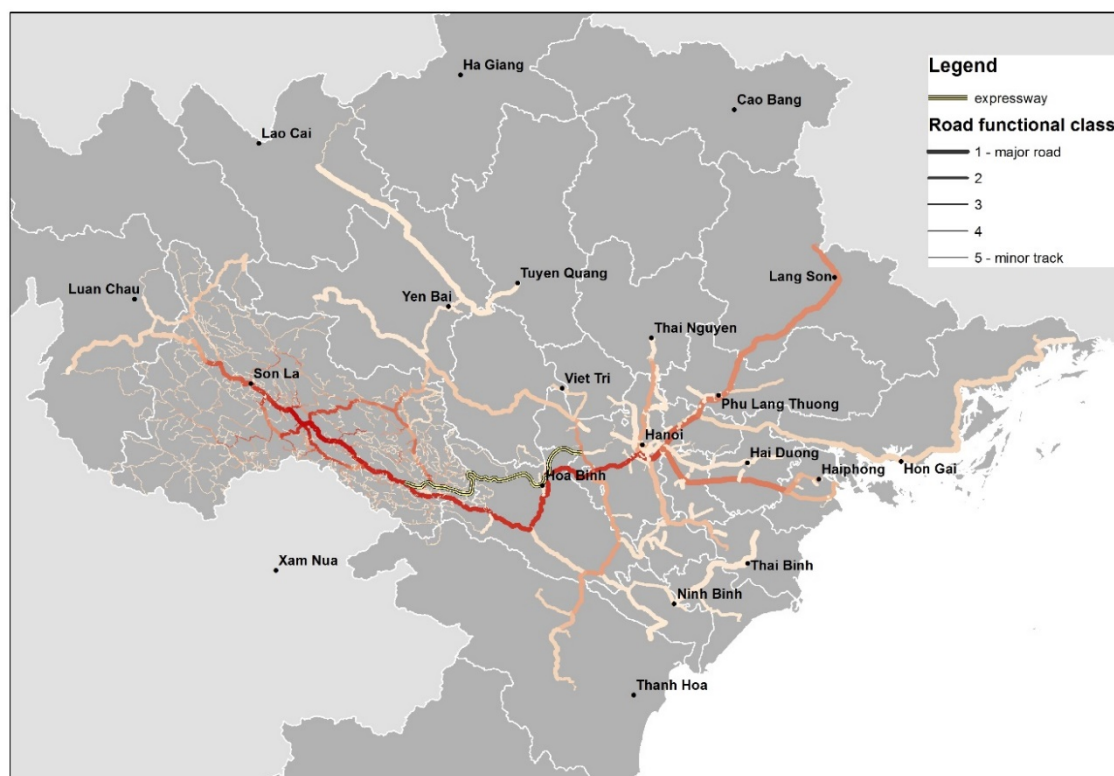 Ha Giang
Legend
expressway
Cao Bang
Road functional class
Lao Cai
1 - major road
2
3
4
5 - minor track
Lang Son
Tuyen Quang
Luan Chau
Yen Bai
Thai Nguyen
Son La
Viet Tri
Phu Lang Thuong
Hanoi
Hai Duong
Hon Gai
Haiphong
Hoa Binh
Xam Nua
Thai Binh
Ninh Binh
Thanh Hoa